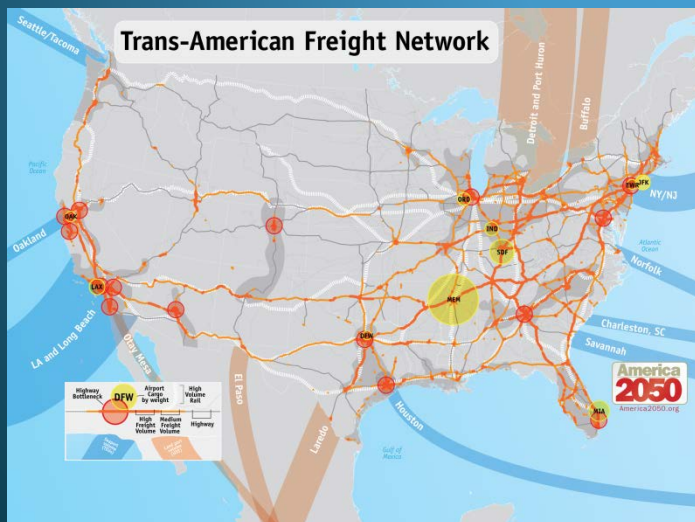 Trans-American Freight Network
Seattle/Tacoma
Detroit and Port Huron
Buffalo
Pacific
Ocean
ORD
EWR
JFK
NY/NJ
IND
SDF
OAK
Oakland
Atlantic
Ocean
Norfolk
LAX
MEM
LA and Long Beach
Otay Mesa
DFW
Charleston, SC
Savannah
El Paso
Laredo
Houston
Gulf of
Mexico
MIA
America
2050
America2050.org
Highway
Bottleneck
DFW
Airport
Cargo
by weight
High
Volume
Rail
High
Freight
Volume
Medium
Freight
Volume
Highway